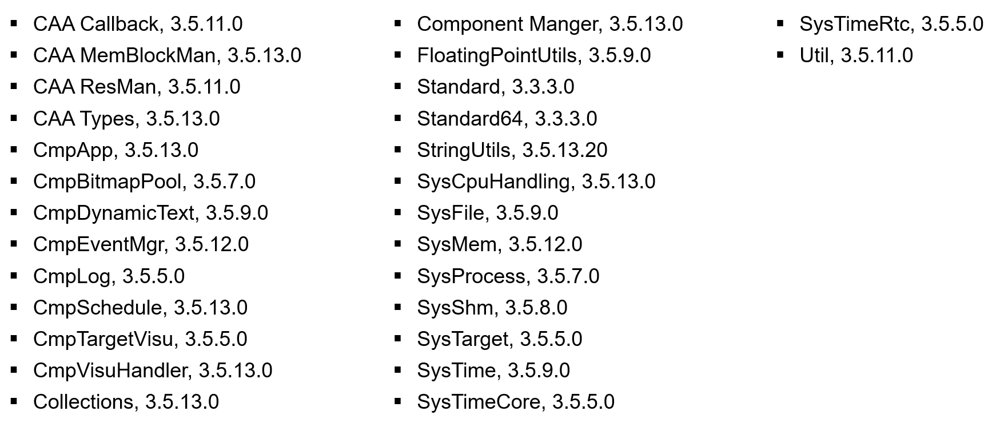 ▪ CAA Callback, 3.5.11.0
▪ CAA MemBlockMan, 3.5.13.0
▪ CAA ResMan, 3.5.11.0
▪ CAA Types, 3.5.13.0
▪ CmpApp, 3.5.13.0
▪ CmpBitmapPool, 3.5.7.0
▪ CmpDynamicText, 3.5.9.0
▪ CmpEventMgr, 3.5.12.0
▪ CmpLog, 3.5.5.0
▪ CmpSchedule, 3.5.13.0
▪ CmpTargetVisu, 3.5.5.0
▪ CmpVisuHandler, 3.5.13.0
▪ Collections, 3.5.13.0
▪ Component Manger, 3.5.13.0
▪ FloatingPointUtils, 3.5.9.0
▪ Standard, 3.3.3.0
▪ Standard64, 3.3.3.0
▪ StringUtils, 3.5.13.20
▪ SysCpuHandling, 3.5.13.0
▪ SysFile, 3.5.9.0
▪ SysMem, 3.5.12.0
▪ SysProcess, 3.5.7.0
▪ SysShm, 3.5.8.0
▪ SysTarget, 3.5.5.0
▪ SysTime, 3.5.9.0
▪ SysTimeCore, 3.5.5.0
▪ SysTimeRtc, 3.5.5.0
▪ Util, 3.5.11.0